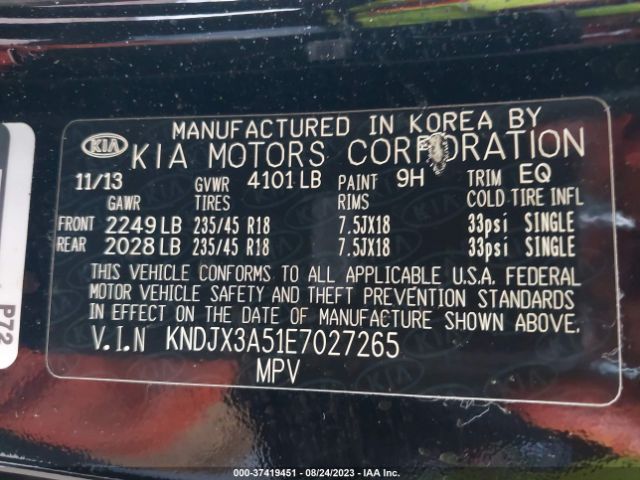 MANUFACTURED IN KOREA BY
KIA KIA MOTORS CORPORATION
11/13 GVWR 4101 LB PAINT 9H TRIM EQ
GAWR TIRES RIMS COLD TIRE INFL
FRONT 2249 LB 235/45 R18 7.5JX18 33psi SINGLE
REAR 2028 LB 235/45 R18 7.5JX18 33psi SINGLE
THIS VEHICLE CONFORMS TO ALL APPLICABLE U.S.A. FEDERAL
MOTOR VEHICLE SAFETY AND THEFT PREVENTION STANDARDS
IN EFFECT ON THE DATE OF MANUFACTURE SHOWN ABOVE.
V.I.N KNDJX3A51E7027265
MPV
P72
000-37419451 - 08/24/2023 - IAA Inc.